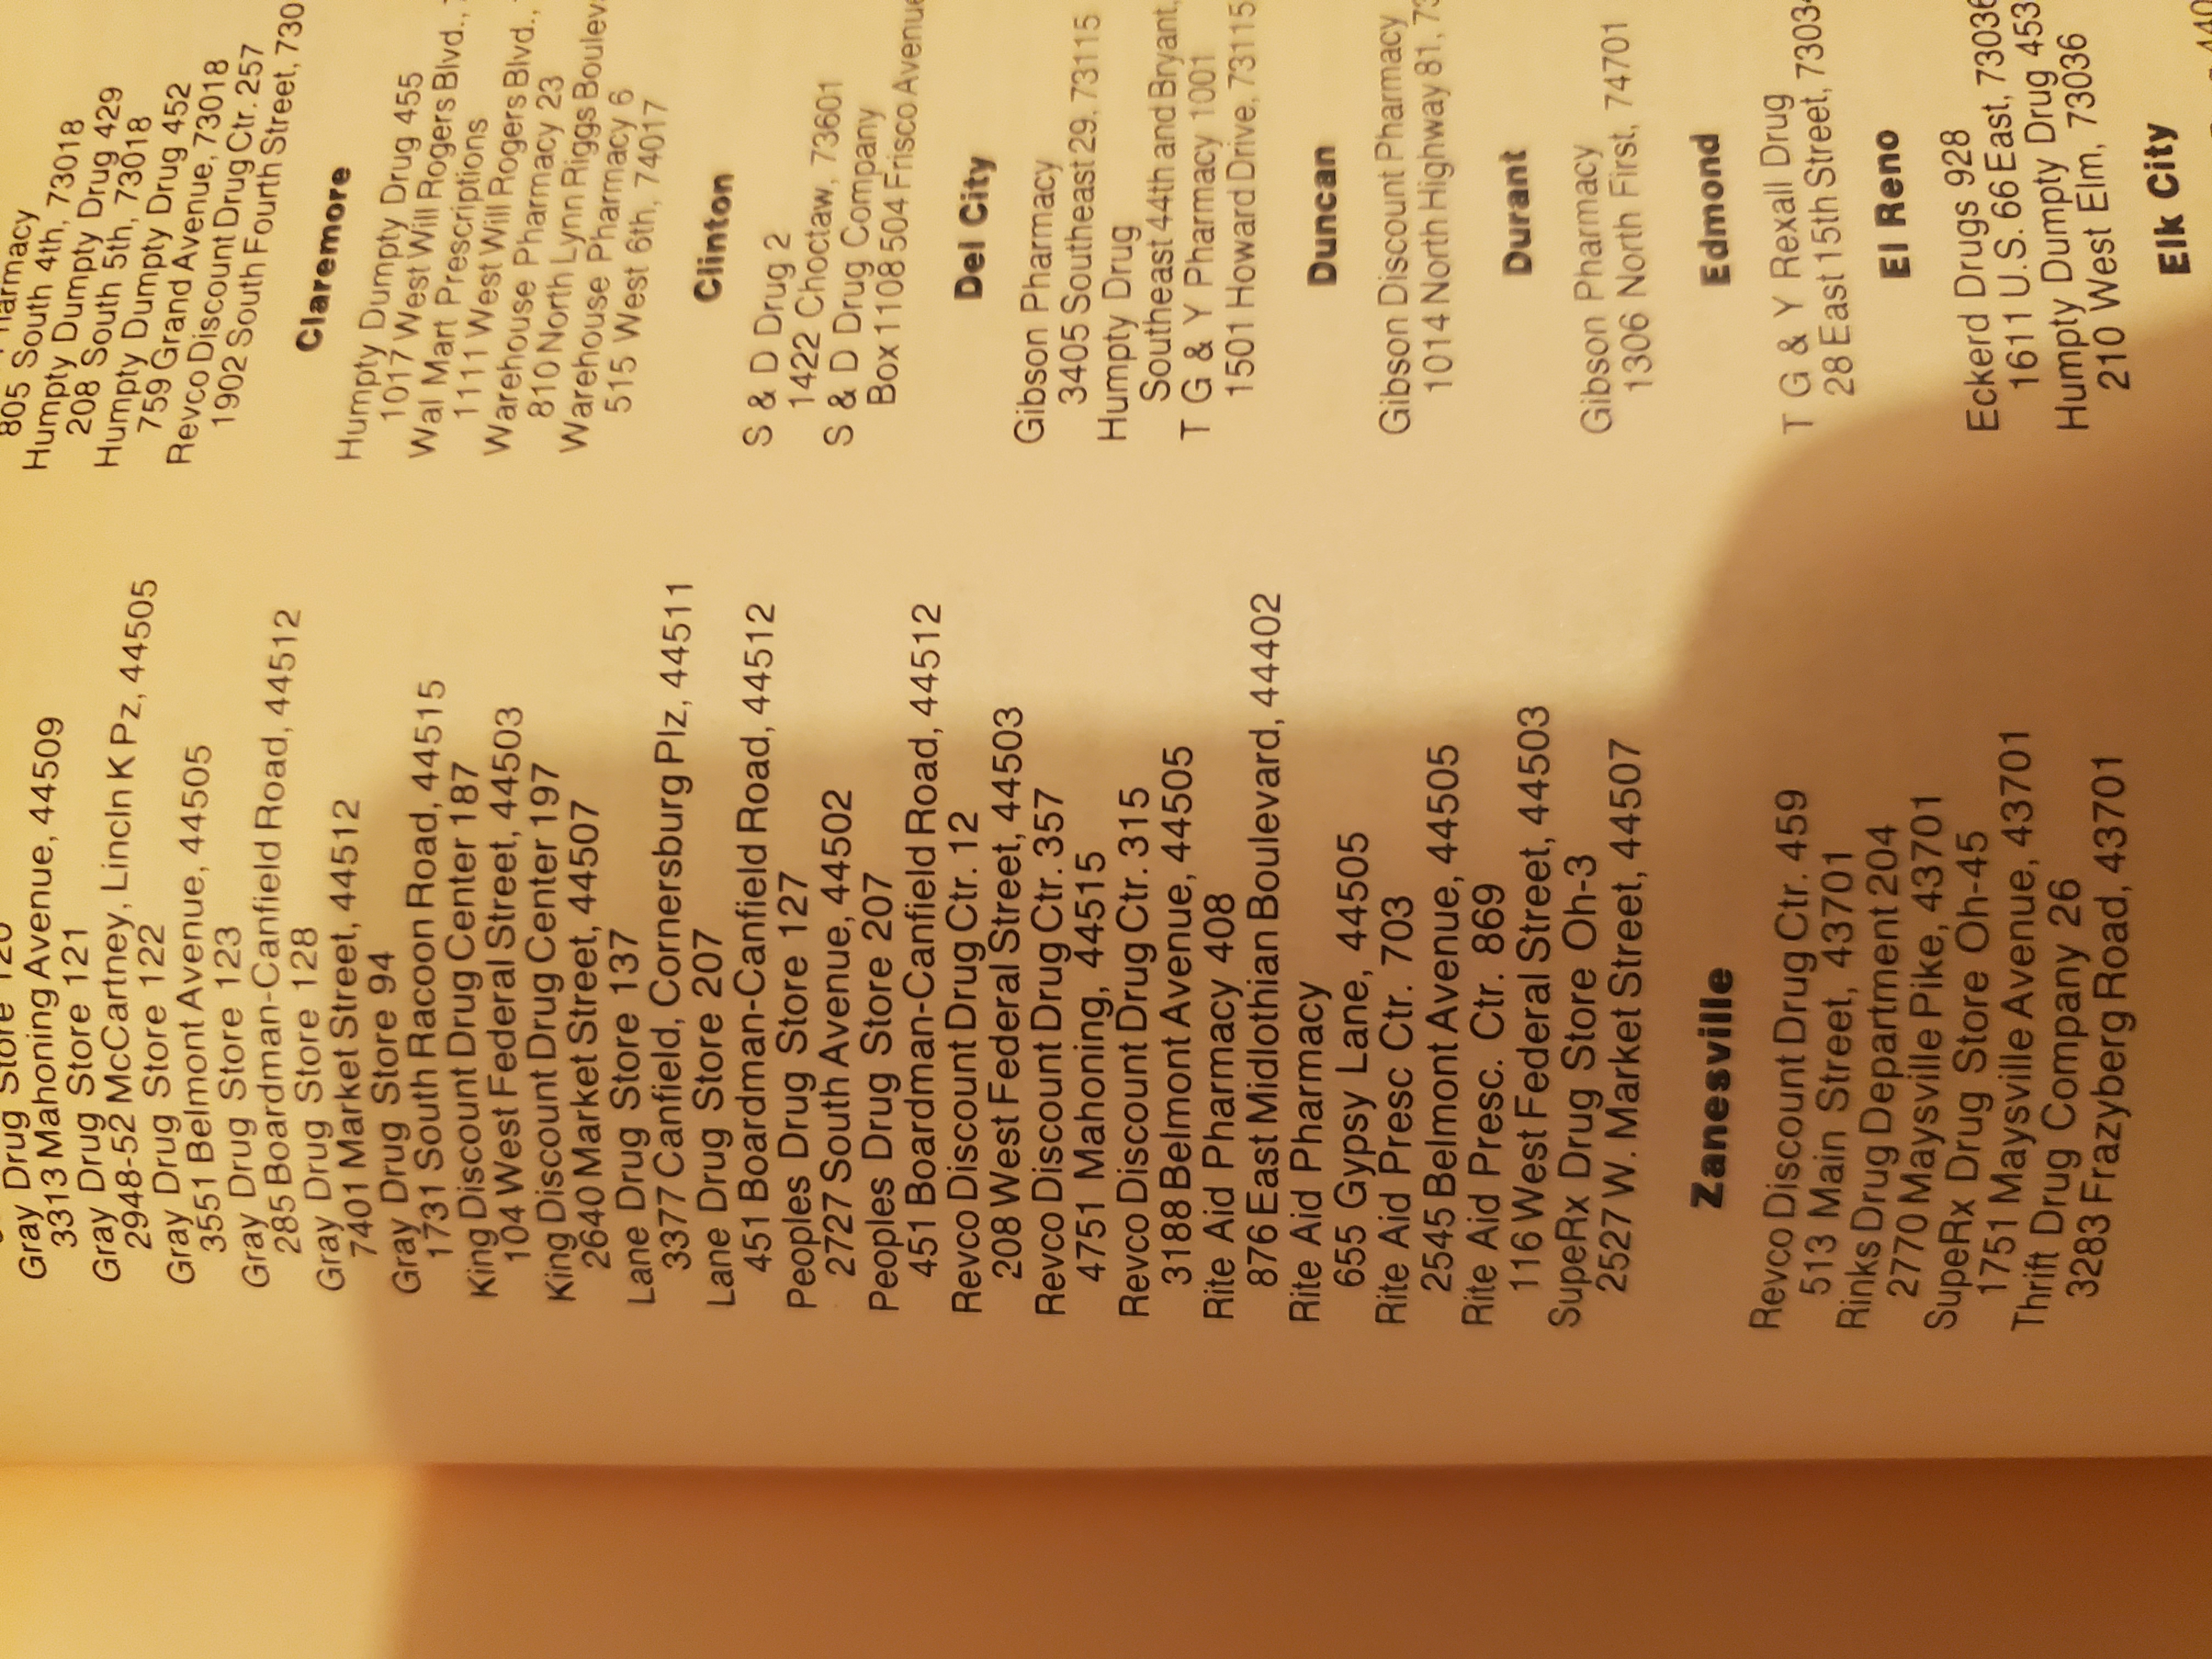 Gray Drug Store 120
3313 Mahoning Avenue, 44509
Gray Drug Store 121
2948-52 McCartney, Lincln K Pz, 44505
Gray Drug Store 122
3551 Belmont Avenue, 44505
Gray Drug Store 123
285 Boardman-Canfield Road, 44512
Gray Drug Store 128
7401 Market Street, 44512
Gray Drug Store 94
1731 South Racoon Road, 44515
King Discount Drug Center 187
104 West Federal Street, 44503
King Discount Drug Center 197
2640 Market Street, 44507
Lane Drug Store 137
3377 Canfield, Cornersburg Plz, 44511
Lane Drug Store 207
451 Boardman-Canfield Road, 44512
Peoples Drug Store 127
2727 South Avenue, 44502
Peoples Drug Store 207
451 Boardman-Canfield Road, 44512
Revco Discount Drug Ctr. 12
208 West Federal Street, 44503
Revco Discount Drug Ctr. 357
4751 Mahoning, 44515
Revco Discount Drug Ctr. 315
3188 Belmont Avenue, 44505
Rite Aid Pharmacy 408
876 East Midlothian Boulevard, 44402
Rite Aid Pharmacy
655 Gypsy Lane, 44505
Rite Aid Presc Ctr. 703
2545 Belmont Avenue, 44505
Rite Aid Presc. Ctr. 869
116 West Federal Street, 44503
SupeRx Drug Store Oh-3
2527 W. Market Street, 44507
Zanesville
Revco Discount Drug Ctr. 459
513 Main Street, 43701
Rinks Drug Department 204
2770 Maysville Pike, 43701
SupeRx Drug Store Oh-45
1751 Maysville Avenue, 43701
Thrift Drug Company 26
3283 Frazyberg Road, 43701
805 South 4th, 73018
Humpty Dumpty Drug 429
208 South 5th, 73018
Humpty Dumpty Drug 452
759 Grand Avenue, 73018
Revco Discount Drug Ctr. 257
1902 South Fourth Street, 730
Claremore
Humpty Dumpty Drug 455
1017 West Will Rogers Blvd.,
Wal Mart Prescriptions
1111 West Will Rogers Blvd.,
Warehouse Pharmacy 23
810 North Lynn Riggs Boulev
Warehouse Pharmacy 6
515 West 6th, 74017
Clinton
S & D Drug 2
1422 Choctaw, 73601
S & D Drug Company
Box 1108 504 Frisco Avenue
Del City
Gibson Pharmacy
3405 Southeast 29, 73115
Humpty Drug
Southeast 44th and Bryant,
T G & Y Pharmacy 1001
1501 Howard Drive, 73115
Duncan
Gibson Discount Pharmacy
1014 North Highway 81, 73
Durant
Gibson Pharmacy
1306 North First, 74701
Edmond
T G & Y Rexall Drug
28 East 15th Street, 73034
El Reno
Eckerd Drugs 928
1611 U.S. 66 East, 73036
Humpty Dumpty Drug 453
210 West Elm, 73036
Elk City